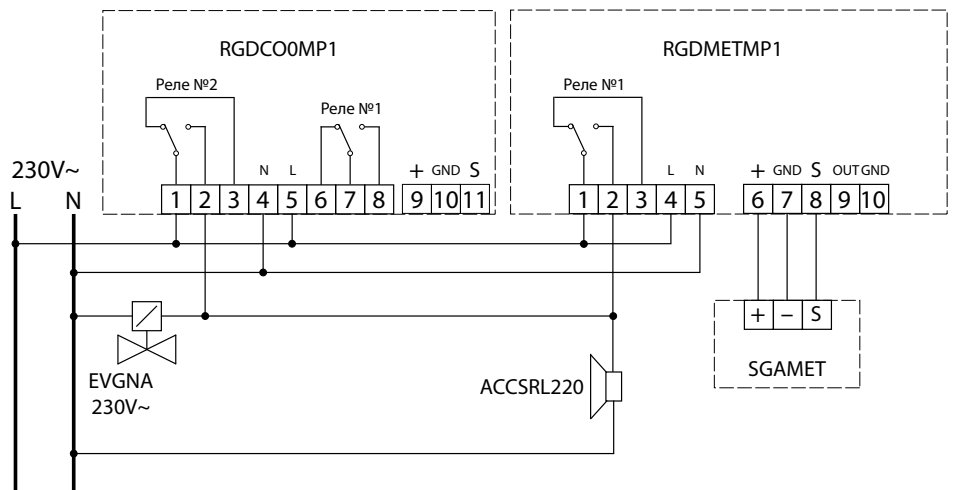 RGDCO0MP1
RGDMETMP1
Реле №2
Реле №1
Реле №1
230V~
L N
N L + GND S
1 2 3 4 5 6 7 8 9 10 11
L N + GND S OUT GND
1 2 3 4 5 6 7 8 9 10
+ − S
SGAMET
EVGNA
230V~
ACCSRL220